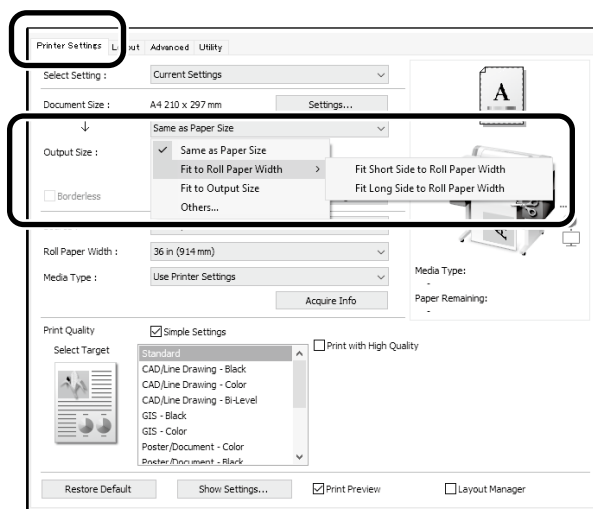 Printer Settings Layout Advanced Utility
Select Setting : Current Settings
Document Size : A4 210 x 297 mm Settings...
↓ Same as Paper Size
A
Output Size : ✓ Same as Paper Size
Fit to Roll Paper Width > Fit Short Side to Roll Paper Width
Fit to Output Size Fit Long Side to Roll Paper Width
Borderless Others...
Roll Paper Width : 36 in (914 mm)
Media Type : Use Printer Settings
Media Type:
-
Acquire Info
Paper Remaining:
-
Print Quality Simple Settings
Select Target Standard
Print with High Quality
CAD/Line Drawing - Black
CAD/Line Drawing - Color
CAD/Line Drawing - Bi-Level
GIS - Black
GIS - Color
Poster/Document - Color
Poster/Document - Black
Restore Default Show Settings... Print Preview Layout Manager